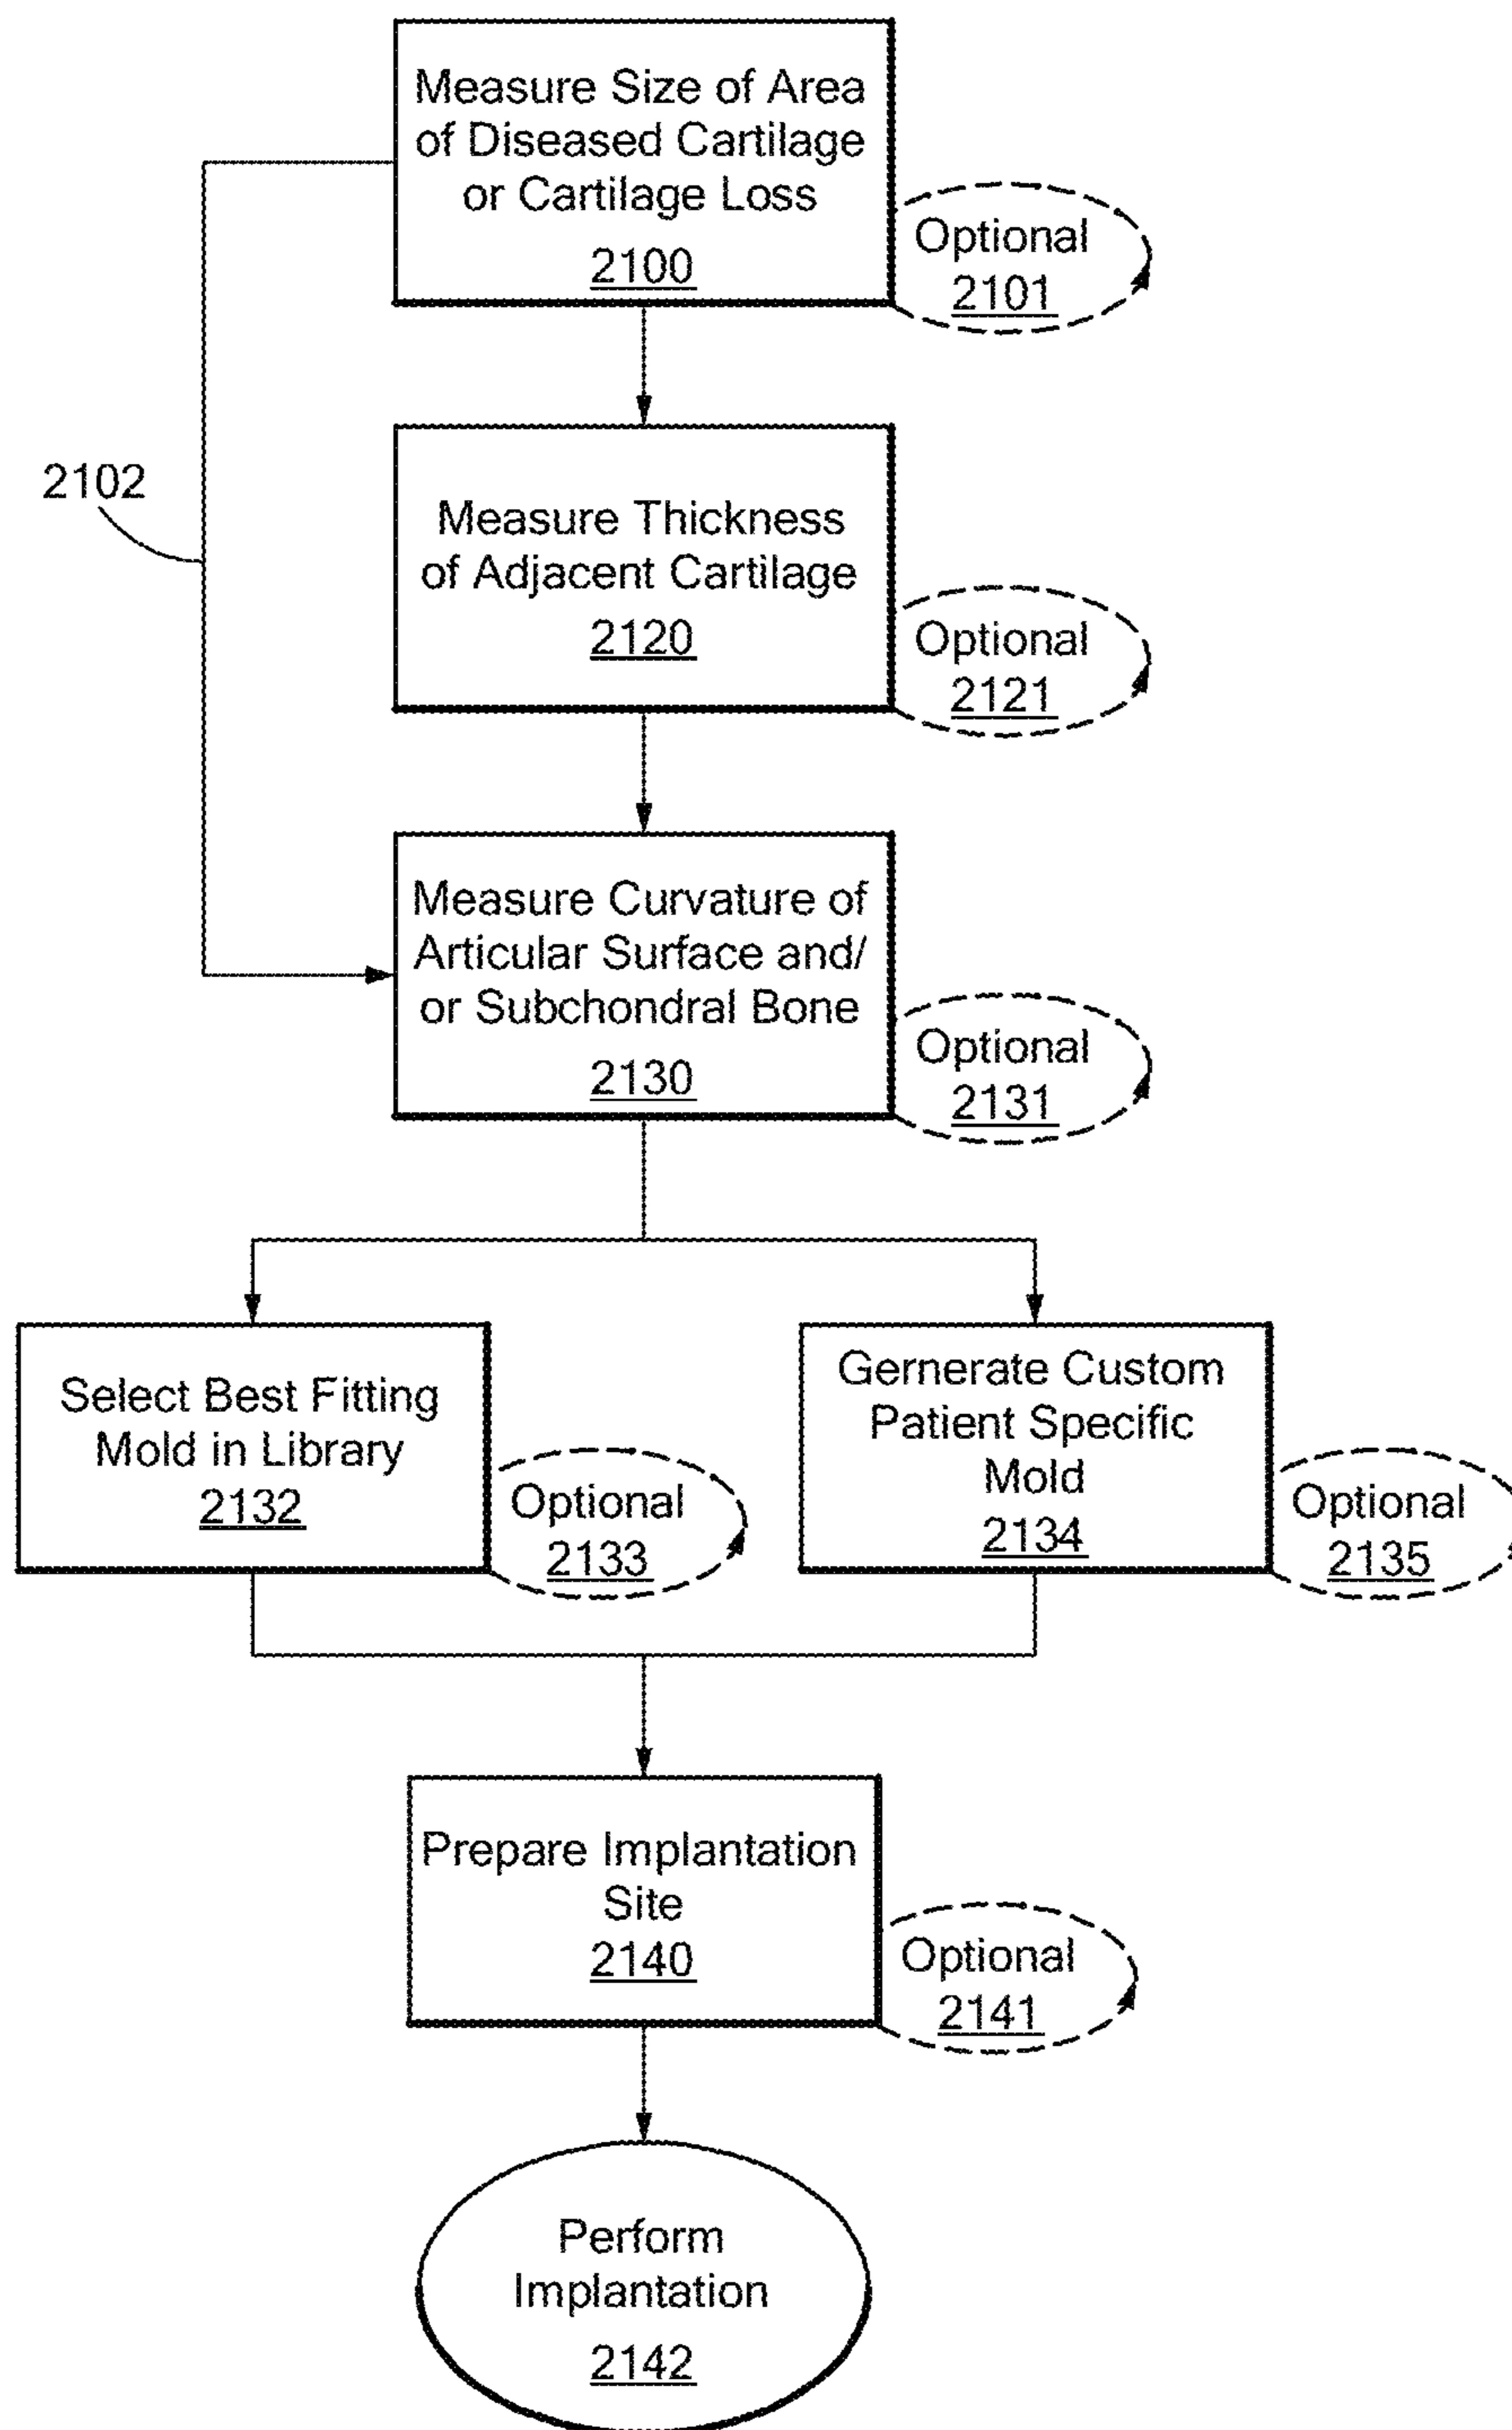 Measure Size of Area
of Diseased Cartilage
or Cartilage Loss
2100
Optional
2101
2102
Measure Thickness
of Adjacent Cartilage
2120
Optional
2121
Measure Curvature of
Articular Surface and/
or Subchondral Bone
2130
Optional
2131
Select Best Fitting
Mold in Library
2132
Optional
2133
Gernerate Custom
Patient Specific
Mold
2134
Optional
2135
Prepare Implantation
Site
2140
Optional
2141
Perform
Implantation
2142